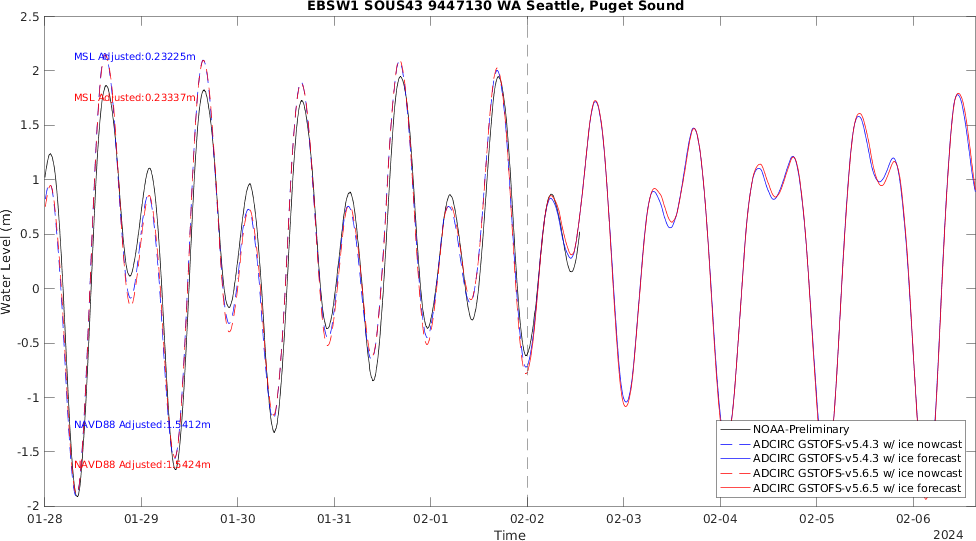 EBSW1 SOUS43 9447130 WA Seattle, Puget Sound
Water Level (m)
2.5
2
1.5
1
0.5
0
-0.5
-1
-1.5
-2
MSL Adjusted:0.23225m
MSL Adjusted:0.23337m
NAVD88 Adjusted:1.5412m
NAVD88 Adjusted:1.5424m
NOAA-Preliminary
ADCIRC GSTOFS-v5.4.3 w/ ice nowcast
ADCIRC GSTOFS-v5.4.3 w/ ice forecast
ADCIRC GSTOFS-v5.6.5 w/ ice nowcast
ADCIRC GSTOFS-v5.6.5 w/ ice forecast
01-28 01-29 01-30 01-31 02-01 02-02 02-03 02-04 02-05 02-06
Time
2024